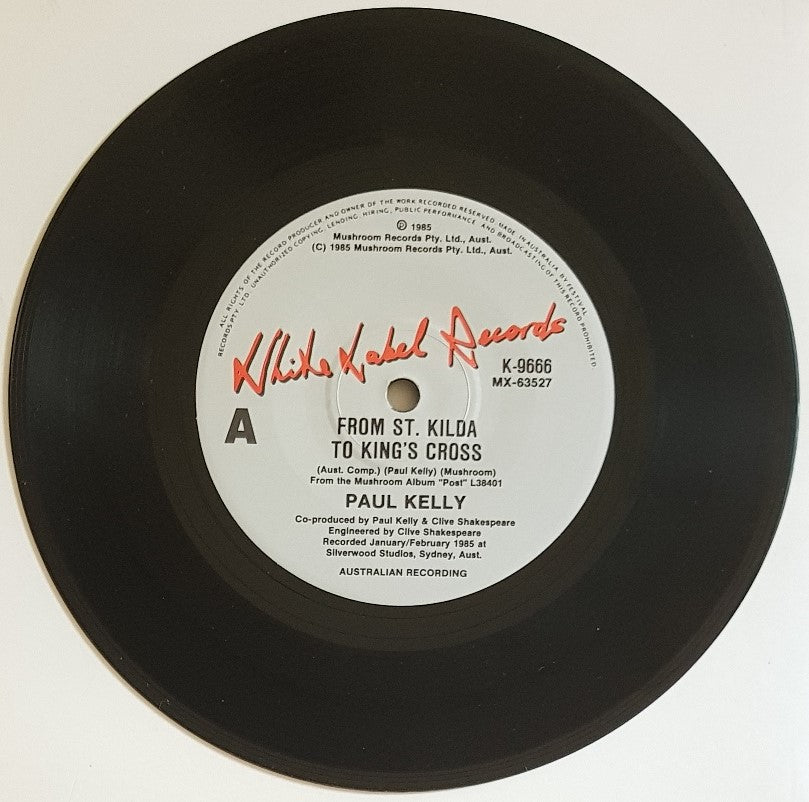 ALL RIGHTS OF THE RECORD PRODUCER AND OWNER OF THE WORK RECORDED RESERVED. MADE IN AUSTRALIA BY FESTIVAL
RECORDS PTY. LTD. UNAUTHORIZED COPYING, LENDING, HIRING, PUBLIC PERFORMANCE AND BROADCASTING OF THIS RECORD PROHIBITED.
Ⓟ 1985
Mushroom Records Pty. Ltd., Aust.
(C) 1985 Mushroom Records Pty. Ltd., Aust.
White Label Records
K-9666
MX-63527
A
FROM ST. KILDA
TO KING'S CROSS
(Aust. Comp.) (Paul Kelly) (Mushroom)
From the Mushroom Album "Post" L38401
PAUL KELLY
Co-produced by Paul Kelly & Clive Shakespeare
Engineered by Clive Shakespeare
Recorded January/February 1985 at
Silverwood Studios, Sydney, Aust.
AUSTRALIAN RECORDING